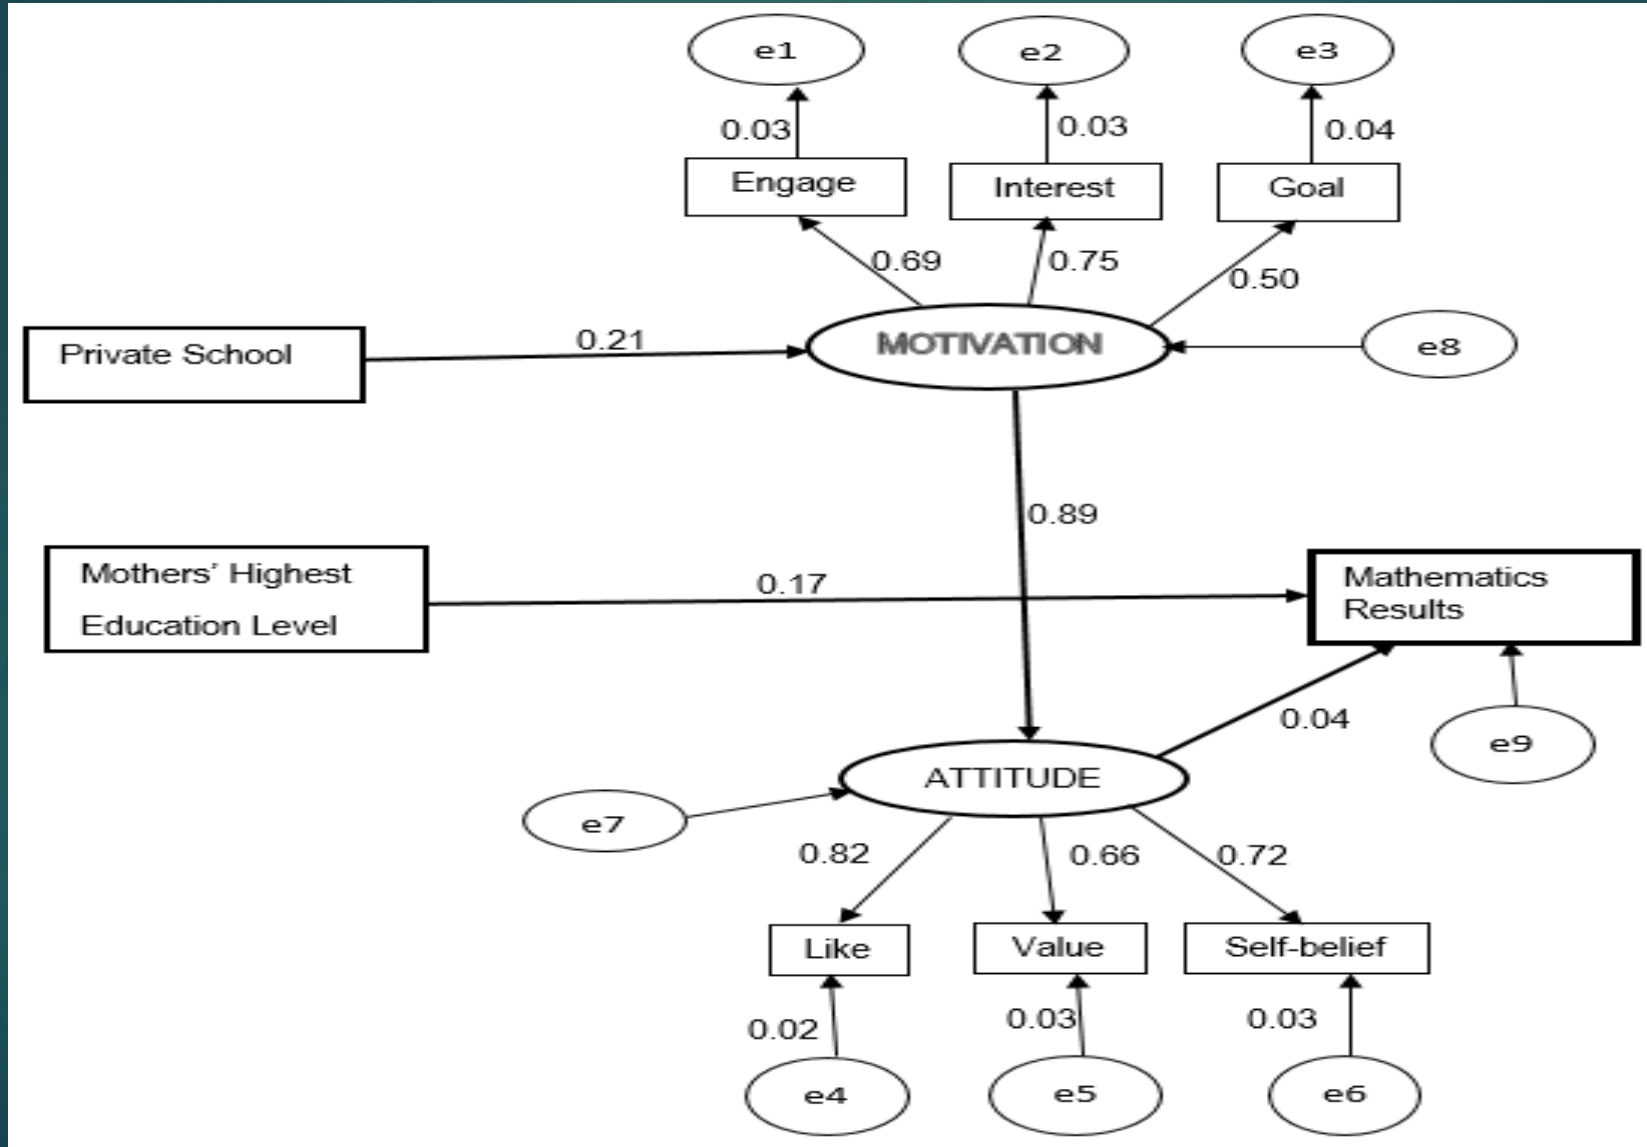 e1
e2
e3
0.03
0.03
0.04
Engage
Interest
Goal
0.69
0.75
0.50
Private School
0.21
MOTIVATION
e8
0.89
Mothers' Highest
Education Level
0.17
Mathematics
Results
0.04
e9
ATTITUDE
e7
0.82
0.66
0.72
Like
Value
Self-belief
0.02
0.03
0.03
e4
e5
e6